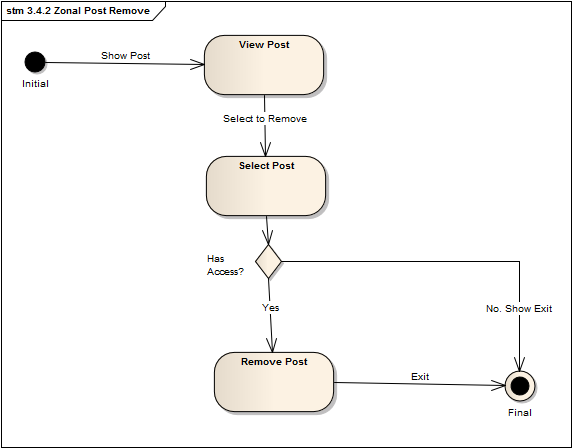 stm 3.4.2 Zonal Post Remove
View Post
Show Post
Initial
Select to Remove
Select Post
Has
Access?
Yes
No. Show Exit
Remove Post
Exit
Final